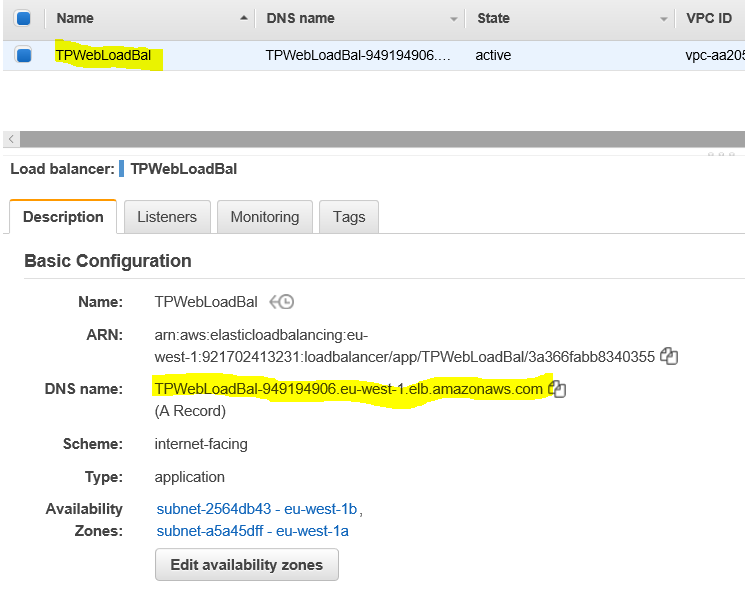 Name DNS name State VPC ID
TPWebLoadBal TPWebLoadBal-949194906.... active vpc-aa205
Load balancer: TPWebLoadBal
Description Listeners Monitoring Tags
Basic Configuration
Name: TPWebLoadBal
ARN: arn:aws:elasticloadbalancing:eu-
west-1:921702413231:loadbalancer/app/TPWebLoadBal/3a366fabb8340355
DNS name: TPWebLoadBal-949194906.eu-west-1.elb.amazonaws.com
(A Record)
Scheme: internet-facing
Type: application
Availability subnet-2564db43 - eu-west-1b,
Zones: subnet-a5a45dff - eu-west-1a
Edit availability zones